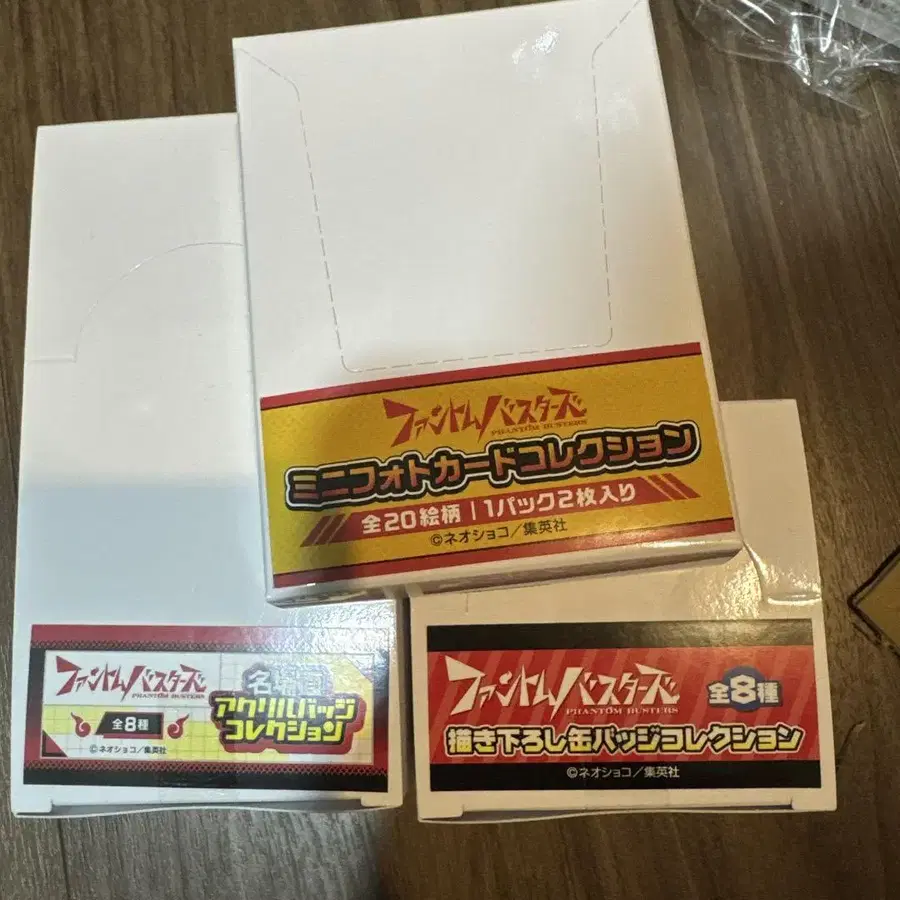 ファントムバスターズ
PHANTOM BUSTERS
ミニフォトカードコレクション
全20絵柄 | 1パック2枚入り
©ネオショコ/集英社
ファントムバスターズ
PHANTOM BUSTERS
全8種
©ネオショコ/集英社
名場面
アクリルバッジ
コレクション
ファントムバスターズ
PHANTOM BUSTERS
全8種
描き下ろし缶バッジコレクション
©ネオショコ/集英社